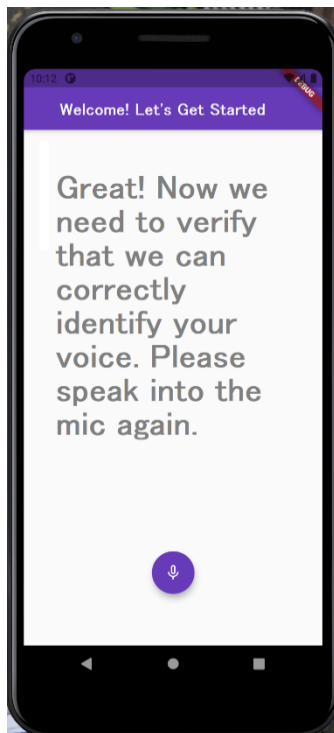 10:12
DEBUG
Welcome! Let's Get Started
Great! Now we
need to verify
that we can
correctly
identify your
voice. Please
speak into the
mic again.